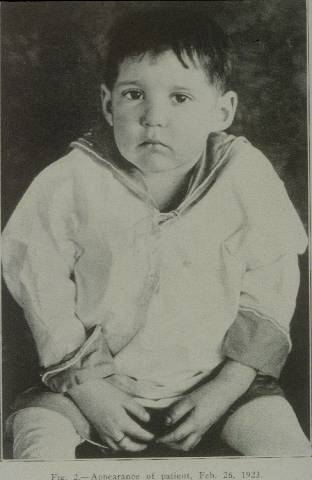 Fig. 2.—Appearance of patient, Feb. 26, 1923.